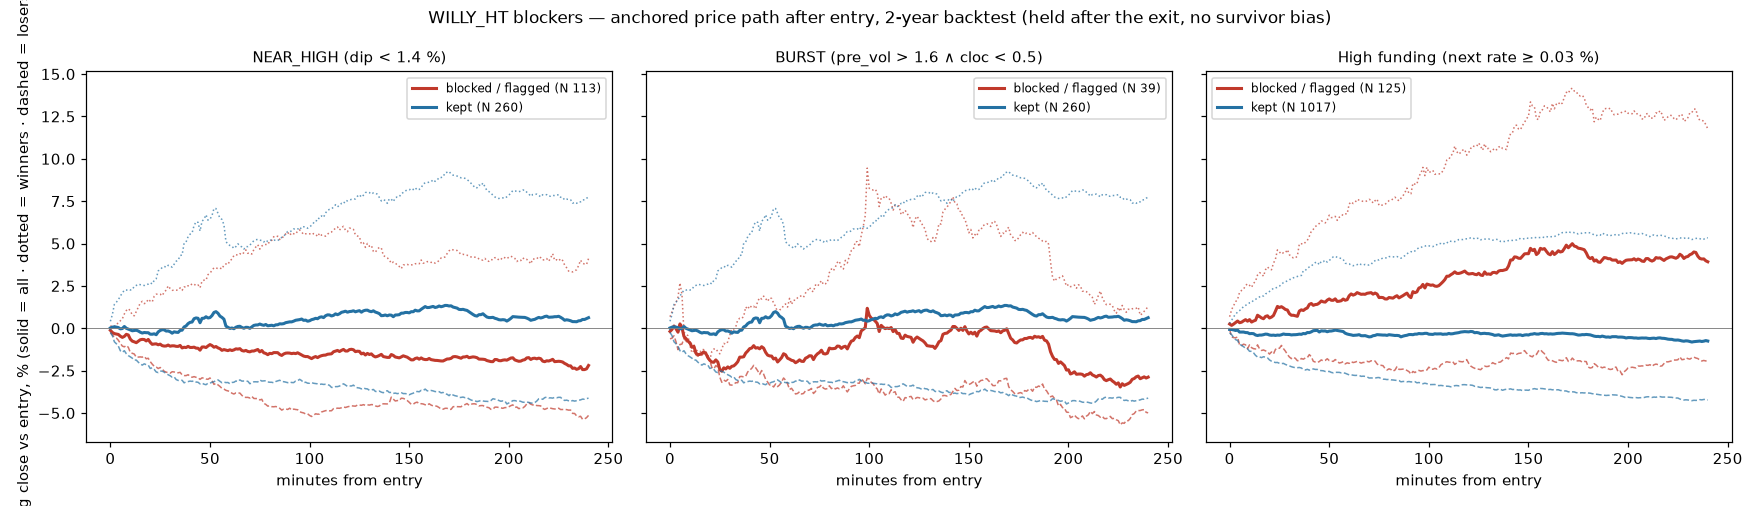 WILLY_HT blockers — anchored price path after entry, 2-year backtest (held after the exit, no survivor bias)
g close vs entry, % (solid = all · dotted = winners · dashed = loser
NEAR_HIGH (dip < 1.4 %)
blocked / flagged (N 113)
kept (N 260)
15.0
12.5
10.0
7.5
5.0
2.5
0.0
−2.5
−5.0
0 50 100 150 200 250
minutes from entry
BURST (pre_vol > 1.6 ∧ cloc < 0.5)
blocked / flagged (N 39)
kept (N 260)
0 50 100 150 200 250
minutes from entry
High funding (next rate ≥ 0.03 %)
blocked / flagged (N 125)
kept (N 1017)
0 50 100 150 200 250
minutes from entry